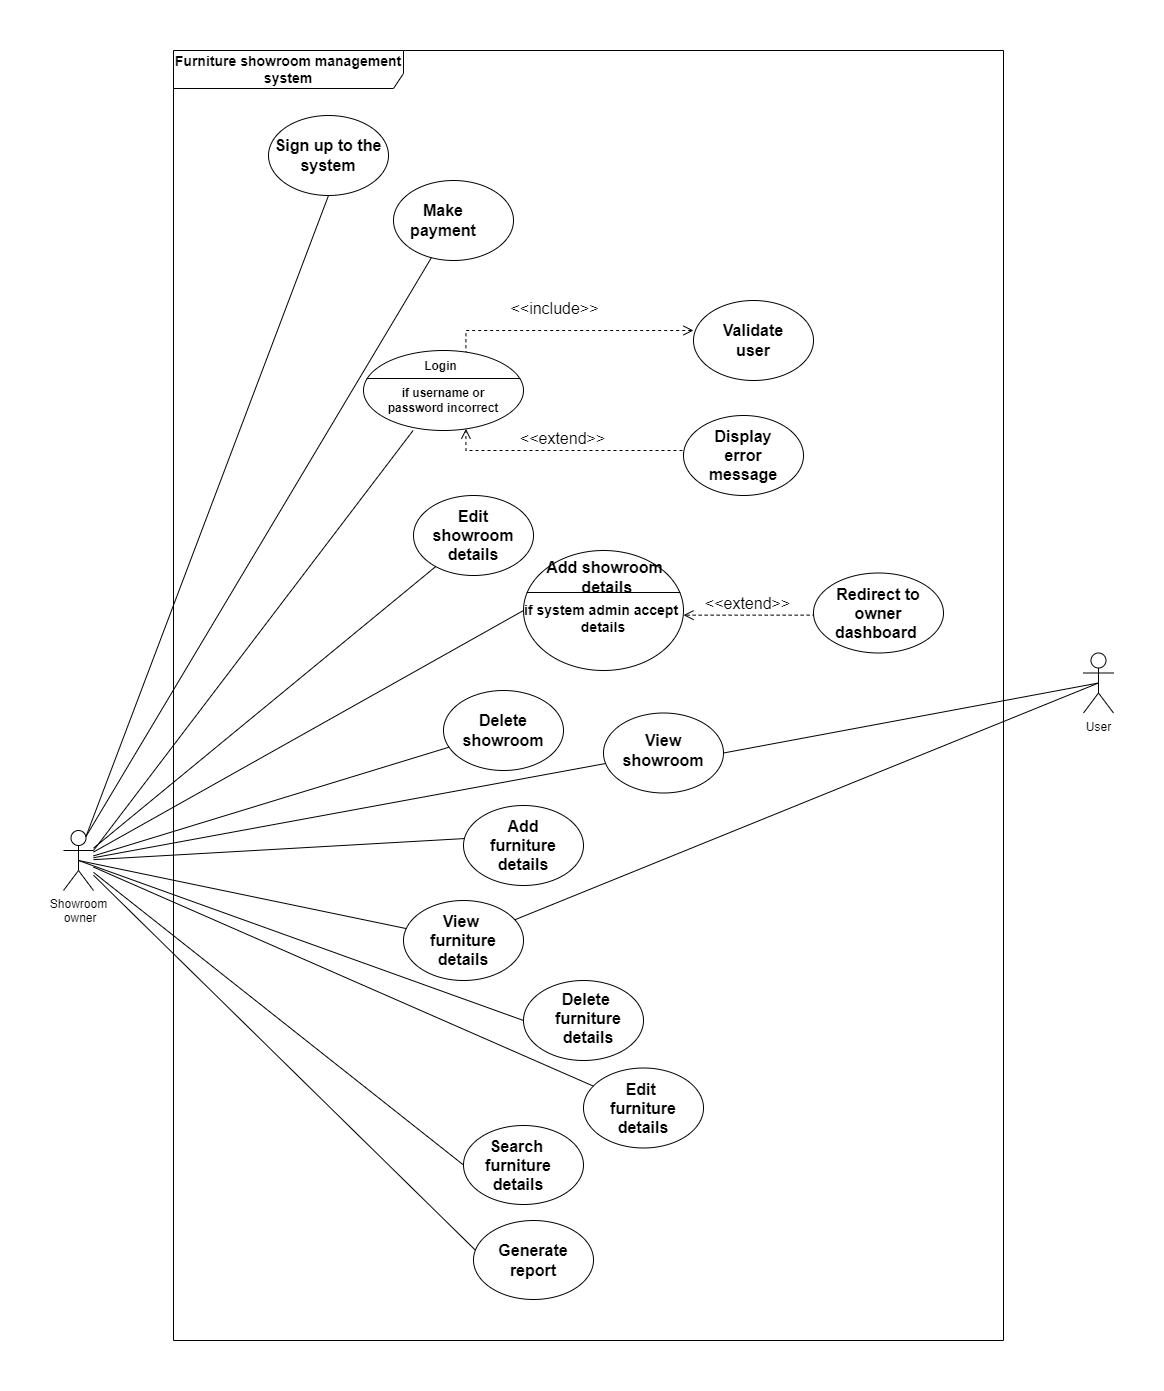 Furniture showroom management
system
Sign up to the
system
Make
payment
<<include>>
Validate
user
Login
if username or
password incorrect
<<extend>>
Display
error
message
Edit
showroom
details
Add showroom
details
if system admin accept
details
<<extend>>
Redirect to
owner
dashboard
User
Delete
showroom
View
showroom
Add
furniture
details
Showroom
owner
View
furniture
details
Delete
furniture
details
Edit
furniture
details
Search
furniture
details
Generate
report